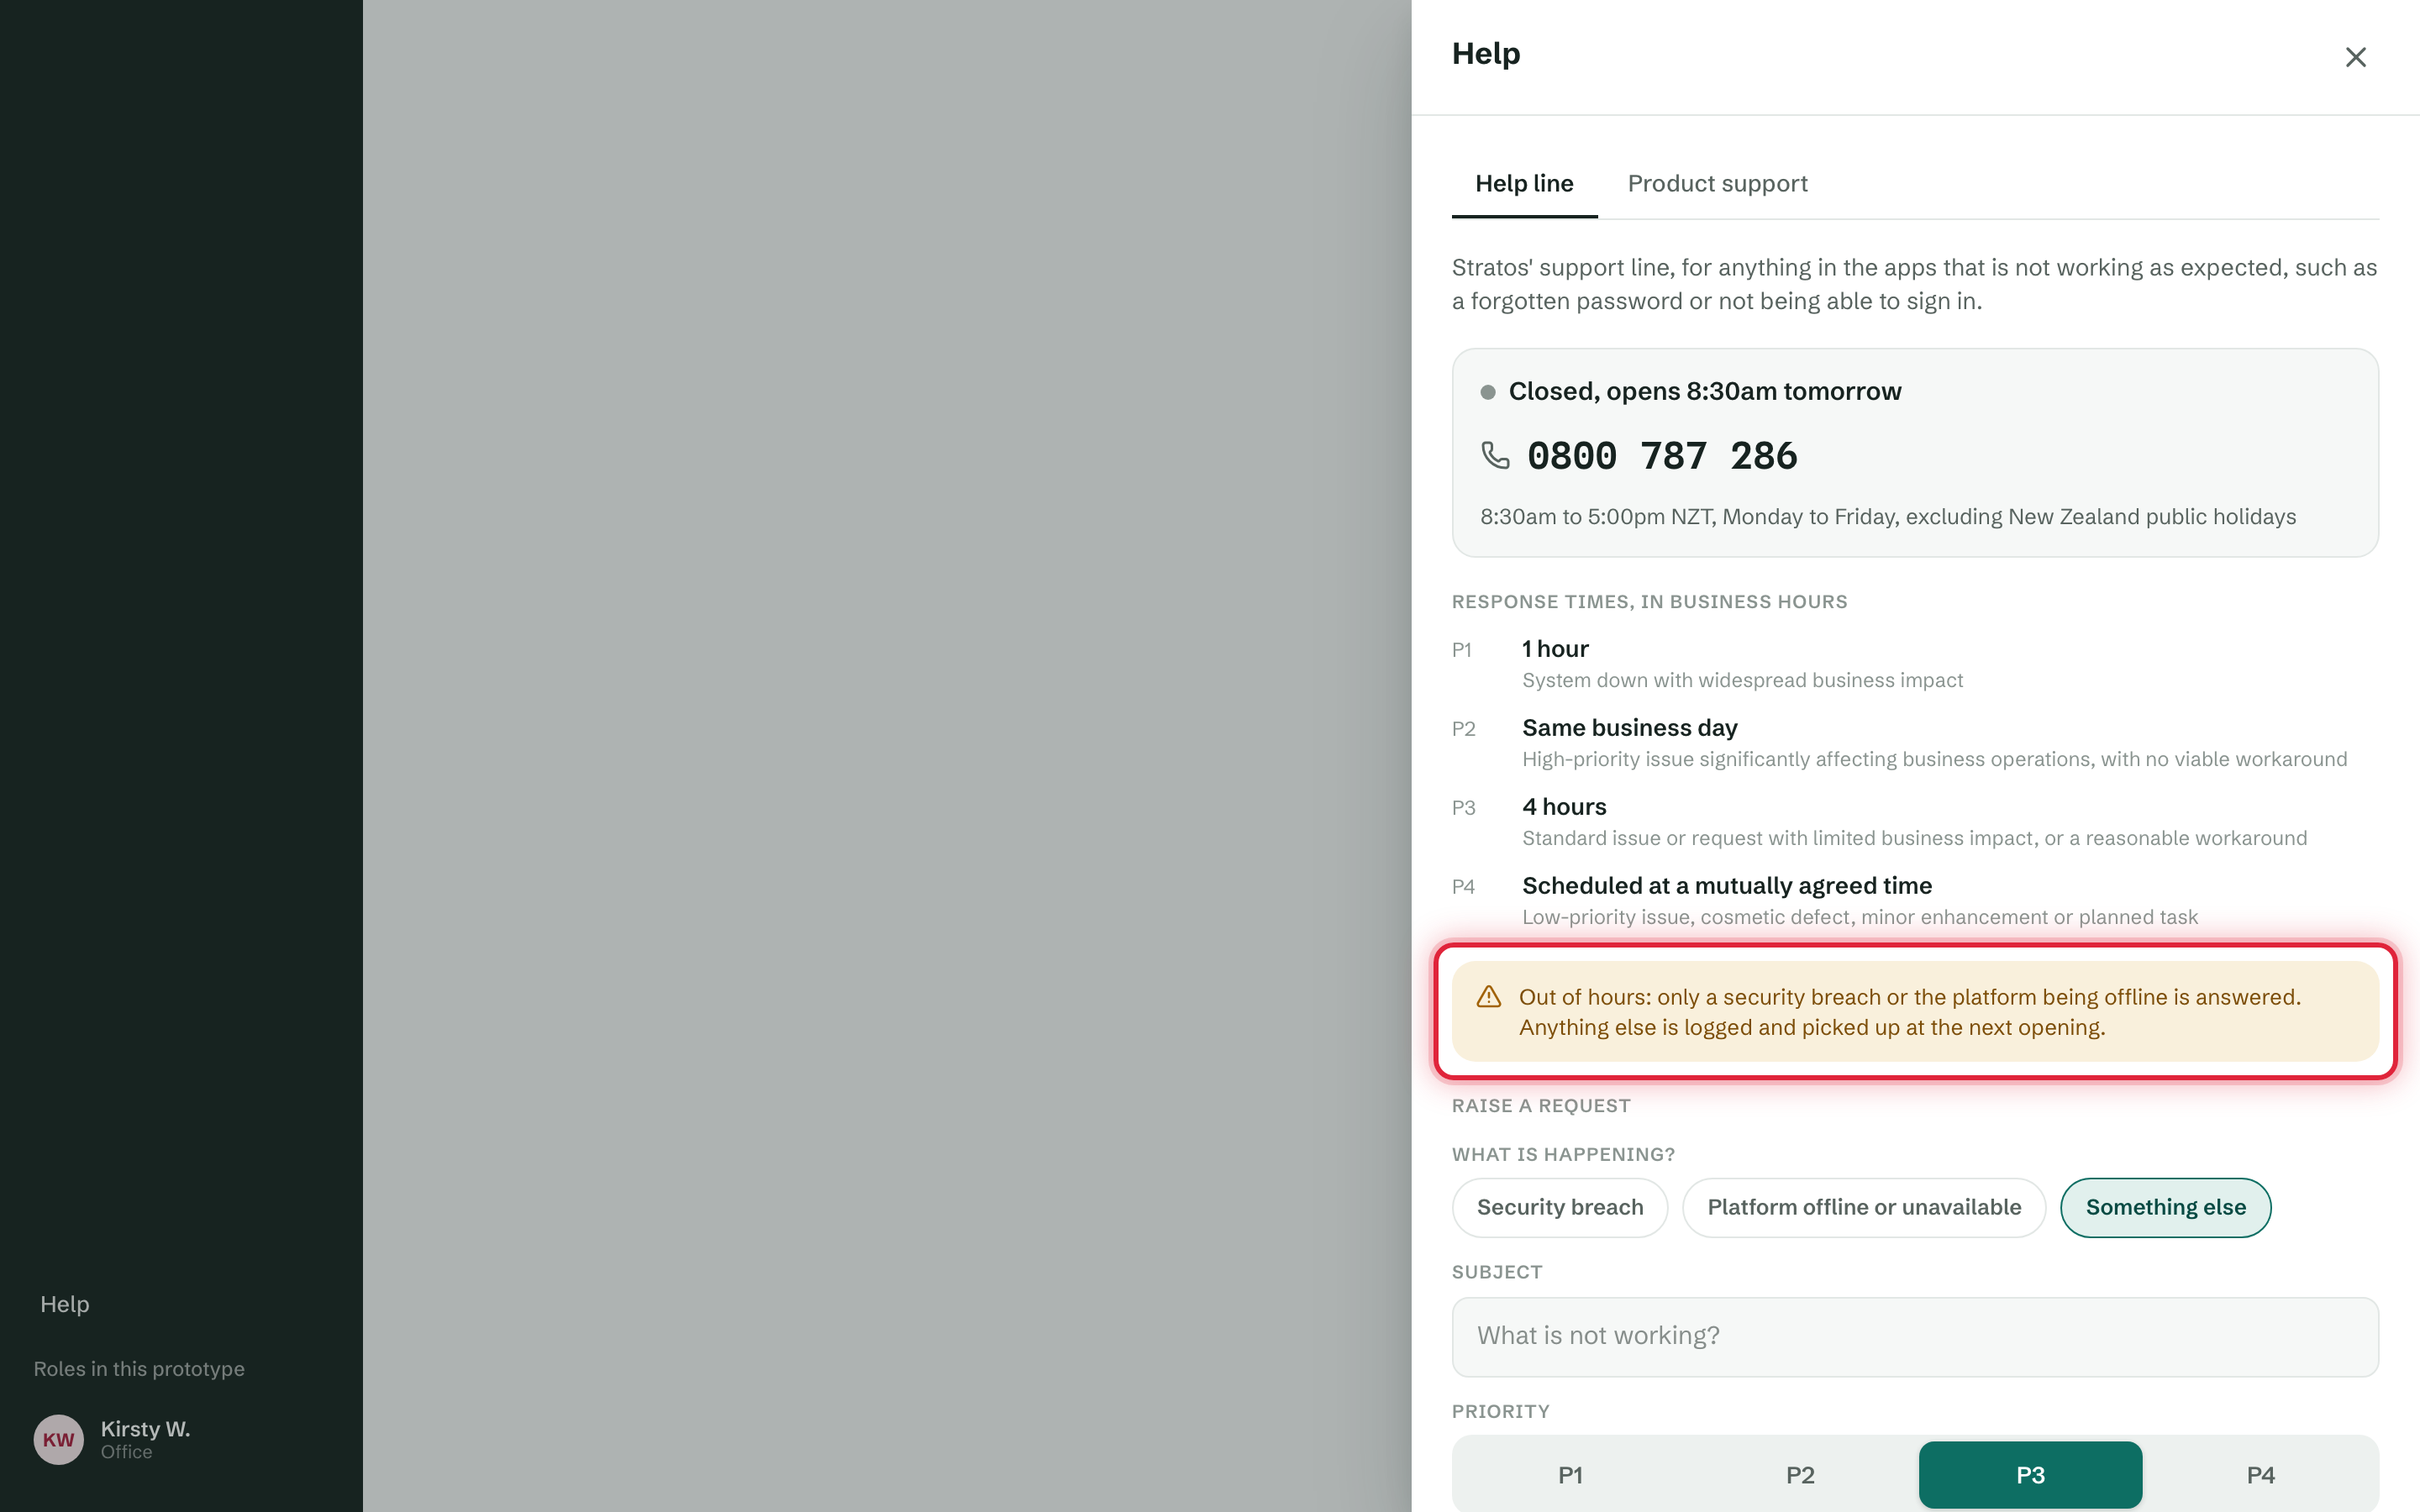 Help
Help line
Product support
Stratos' support line, for anything in the apps that is not working as expected, such as
a forgotten password or not being able to sign in.
Closed, opens 8:30am tomorrow
0800 787 286
8:30am to 5:00pm NZT, Monday to Friday, excluding New Zealand public holidays
RESPONSE TIMES, IN BUSINESS HOURS
P1
1 hour
System down with widespread business impact
P2
Same business day
High-priority issue significantly affecting business operations, with no viable workaround
P3
4 hours
Standard issue or request with limited business impact, or a reasonable workaround
P4
Scheduled at a mutually agreed time
Low-priority issue, cosmetic defect, minor enhancement or planned task
Out of hours: only a security breach or the platform being offline is answered.
Anything else is logged and picked up at the next opening.
RAISE A REQUEST
WHAT IS HAPPENING?
Security breach
Platform offline or unavailable
Something else
SUBJECT
What is not working?
PRIORITY
P1
P2
P3
P4
Help
Roles in this prototype
KW
Kirsty W.
Office